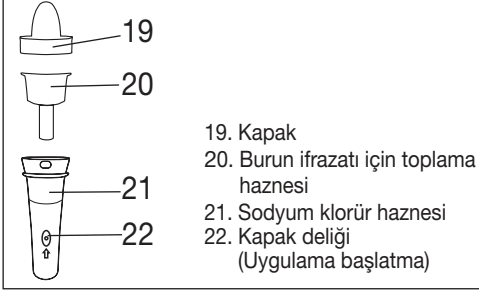 19
20
21
22
19. Kapak
20. Burun ifrazatı için toplama
haznesi
21. Sodyum klorür haznesi
22. Kapak deliği
(Uygulama başlatma)